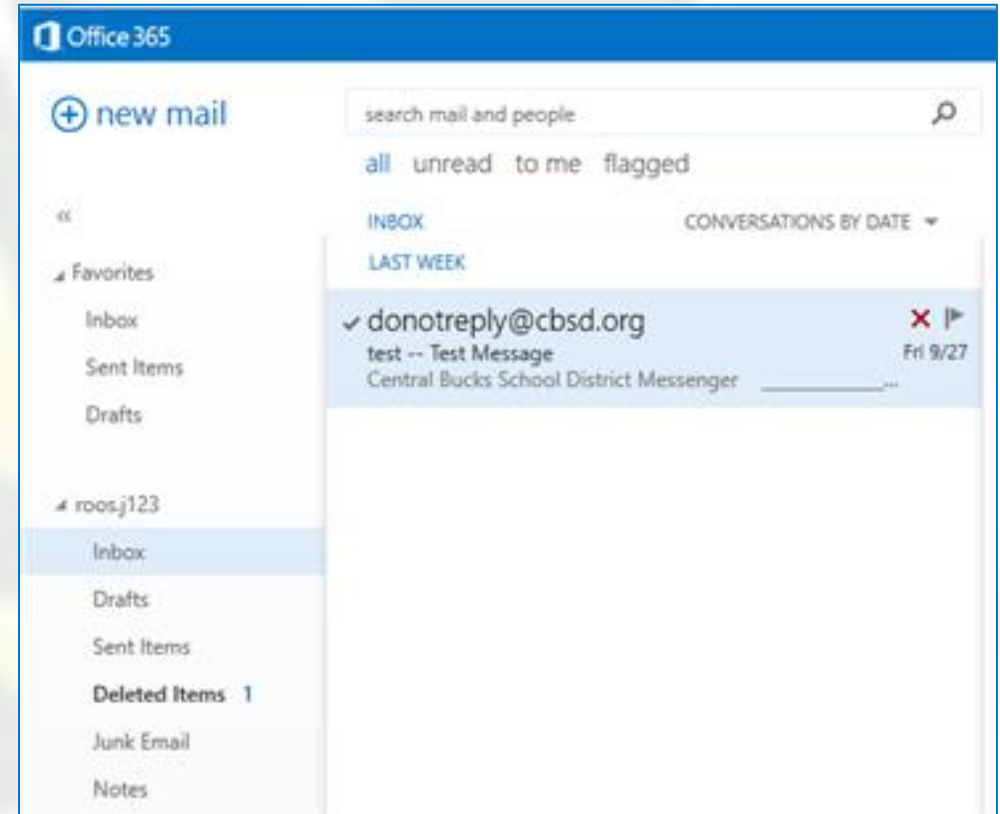 Office 365
new mail
search mail and people
all unread to me flagged
«
INBOX CONVERSATIONS BY DATE
LAST WEEK
Favorites
Inbox
Sent Items
Drafts
donotreply@cbsd.org
test -- Test Message Fri 9/27
Central Bucks School District Messenger ____________...
roos.j123
Inbox
Drafts
Sent Items
Deleted Items 1
Junk Email
Notes